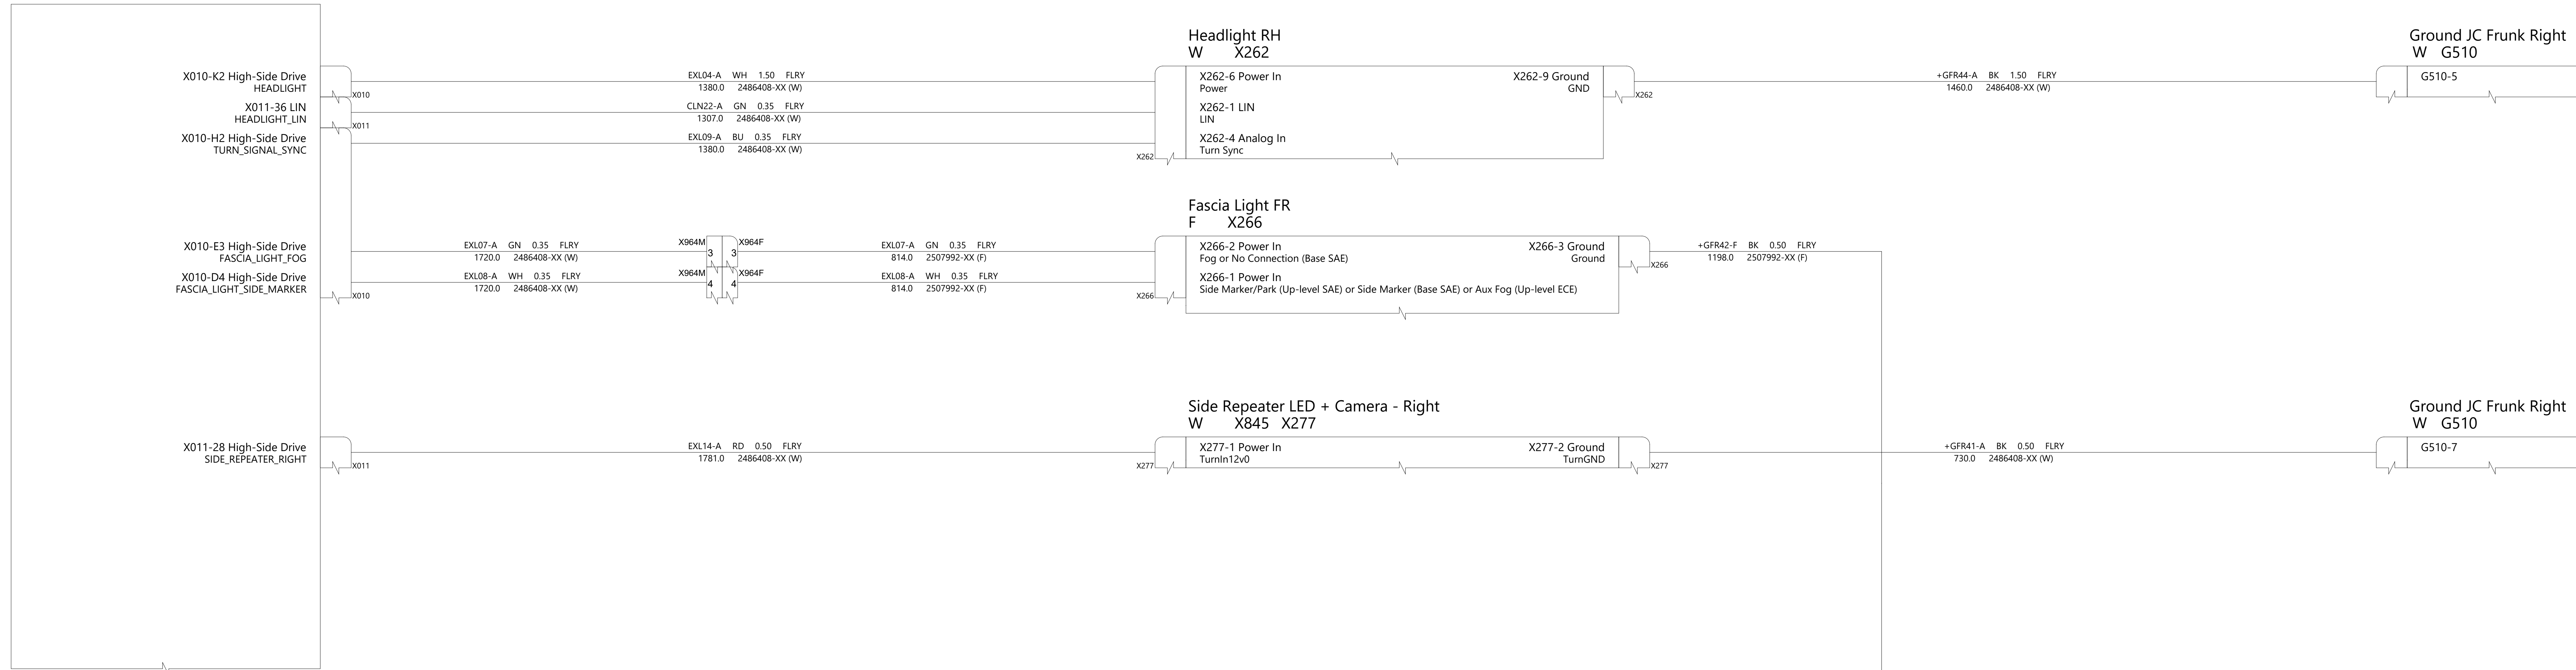 Headlight RH
W X262
Ground JC Frunk Right
W G510
X010-K2 High-Side Drive
HEADLIGHT
X010
EXL04-A WH 1.50 FLRY
1380.0 2486408-XX (W)
X262-6 Power In
Power
X262-9 Ground
GND
X262
+GFR44-A BK 1.50 FLRY
1460.0 2486408-XX (W)
G510-5
X011-36 LIN
HEADLIGHT_LIN
X011
CLN22-A GN 0.35 FLRY
1307.0 2486408-XX (W)
X262-1 LIN
LIN
X010-H2 High-Side Drive
TURN_SIGNAL_SYNC
EXL09-A BU 0.35 FLRY
1380.0 2486408-XX (W)
X262
X262-4 Analog In
Turn Sync
Fascia Light FR
F X266
X010-E3 High-Side Drive
FASCIA_LIGHT_FOG
EXL07-A GN 0.35 FLRY
1720.0 2486408-XX (W)
X964M
3
3
X964F
EXL07-A GN 0.35 FLRY
814.0 2507992-XX (F)
X266-2 Power In
Fog or No Connection (Base SAE)
X266-3 Ground
Ground
X266
+GFR42-F BK 0.50 FLRY
1198.0 2507992-XX (F)
X010-D4 High-Side Drive
FASCIA_LIGHT_SIDE_MARKER
X010
EXL08-A WH 0.35 FLRY
1720.0 2486408-XX (W)
X964M
4
4
X964F
EXL08-A WH 0.35 FLRY
814.0 2507992-XX (F)
X266
X266-1 Power In
Side Marker/Park (Up-level SAE) or Side Marker (Base SAE) or Aux Fog (Up-level ECE)
Side Repeater LED + Camera - Right
W X845 X277
Ground JC Frunk Right
W G510
X011-28 High-Side Drive
SIDE_REPEATER_RIGHT
X011
EXL14-A RD 0.50 FLRY
1781.0 2486408-XX (W)
X277
X277-1 Power In
TurnIn12v0
X277-2 Ground
TurnGND
X277
+GFR41-A BK 0.50 FLRY
730.0 2486408-XX (W)
G510-7